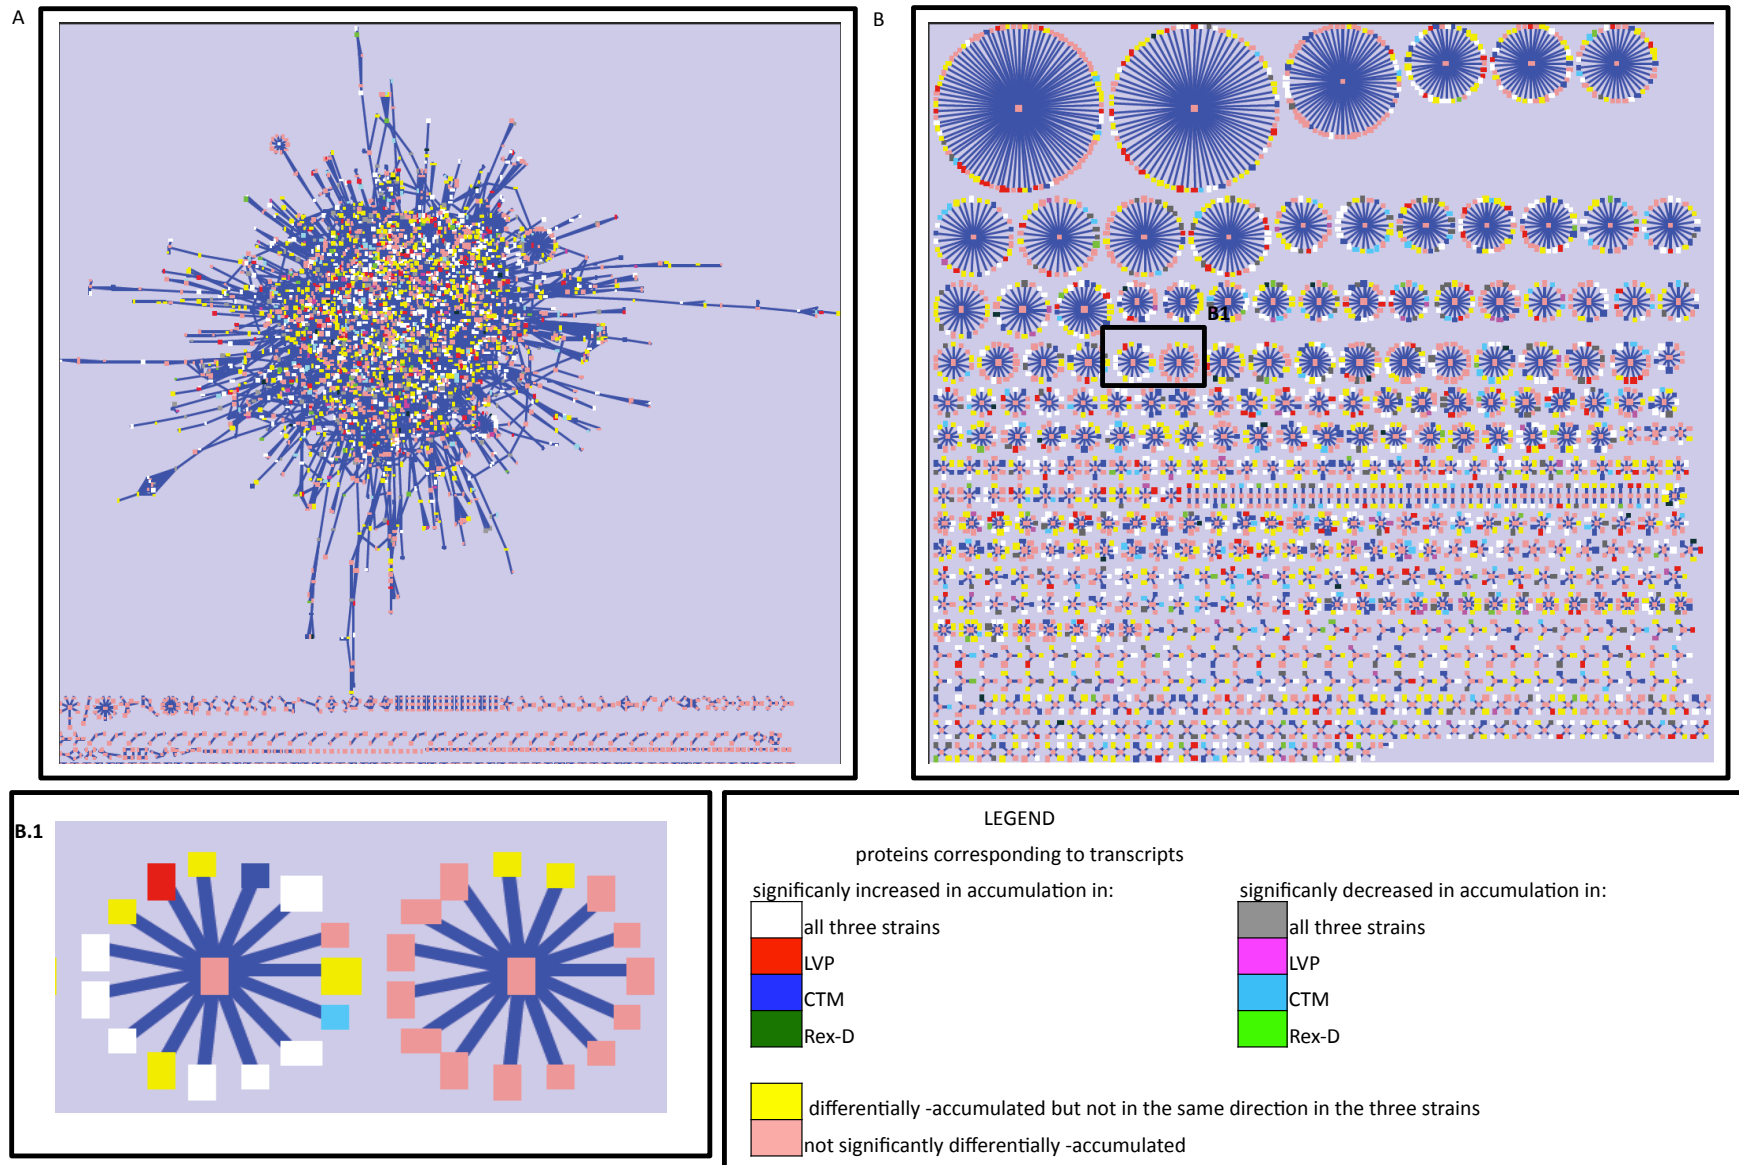 A
B
B1
B.1
LEGEND
proteins corresponding to transcripts
significanly increased in accumulation in:
all three strains
LVP
CTM
Rex-D
significanly decreased in accumulation in:
all three strains
LVP
CTM
Rex-D
differentially -accumulated but not in the same direction in the three strains
not significantly differentially -accumulated